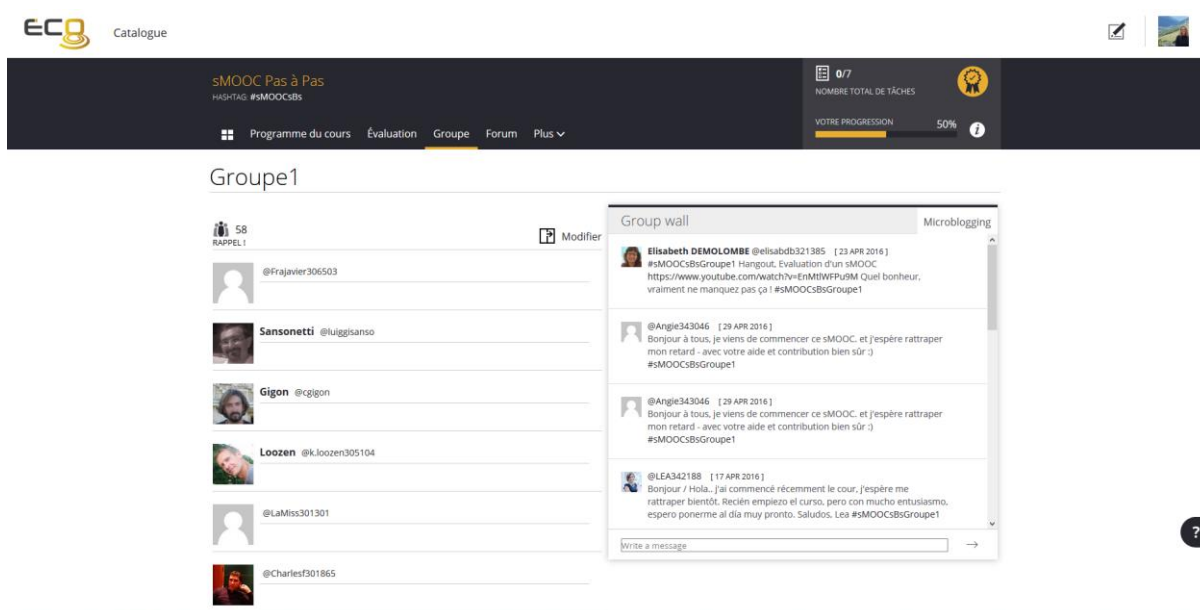 ECO
Catalogue
sMOOC Pas à Pas
HASHTAG: #sMOOCsBs
0/7
NOMBRE TOTAL DE TÂCHES
VOTRE PROGRESSION 50% i
Programme du cours Évaluation Groupe Forum Plus
Groupe1
58
RAPPEL !
Modifier
@Frajavier306503
Sansonetti @luiggisanso
Gigon @cgigon
Loozen @k.loozen305104
@LaMiss301301
@Charlesf301865
Group wall
Microblogging
Elisabeth DEMOLOMBE @elisabdb321385 [ 23 APR 2016 ]
#sMOOCsBsGroupe1 Hangout, Evaluation d'un sMOOC
https://www.youtube.com/watch?v=EnMtlWFPu9M Quel bonheur,
vraiment ne manquez pas ça ! #sMOOCsBsGroupe1
@Angie343046 [ 29 APR 2016 ]
Bonjour à tous, je viens de commencer ce sMOOC. et j'espère rattraper
mon retard - avec votre aide et contribution bien sûr :)
#sMOOCsBsGroupe1
@Angie343046 [ 29 APR 2016 ]
Bonjour à tous, je viens de commencer ce sMOOC. et j'espère rattraper
mon retard - avec votre aide et contribution bien sûr :)
#sMOOCsBsGroupe1
@LEA342188 [ 17 APR 2016 ]
Bonjour / Hola.. j'ai commencé récemment le cour, j'espère me
rattraper bientôt. Recién empiezo el curso, pero con mucho entusiasmo,
espero ponerme al día muy pronto. Saludos, Lea #sMOOCsBsGroupe1
Write a message
?